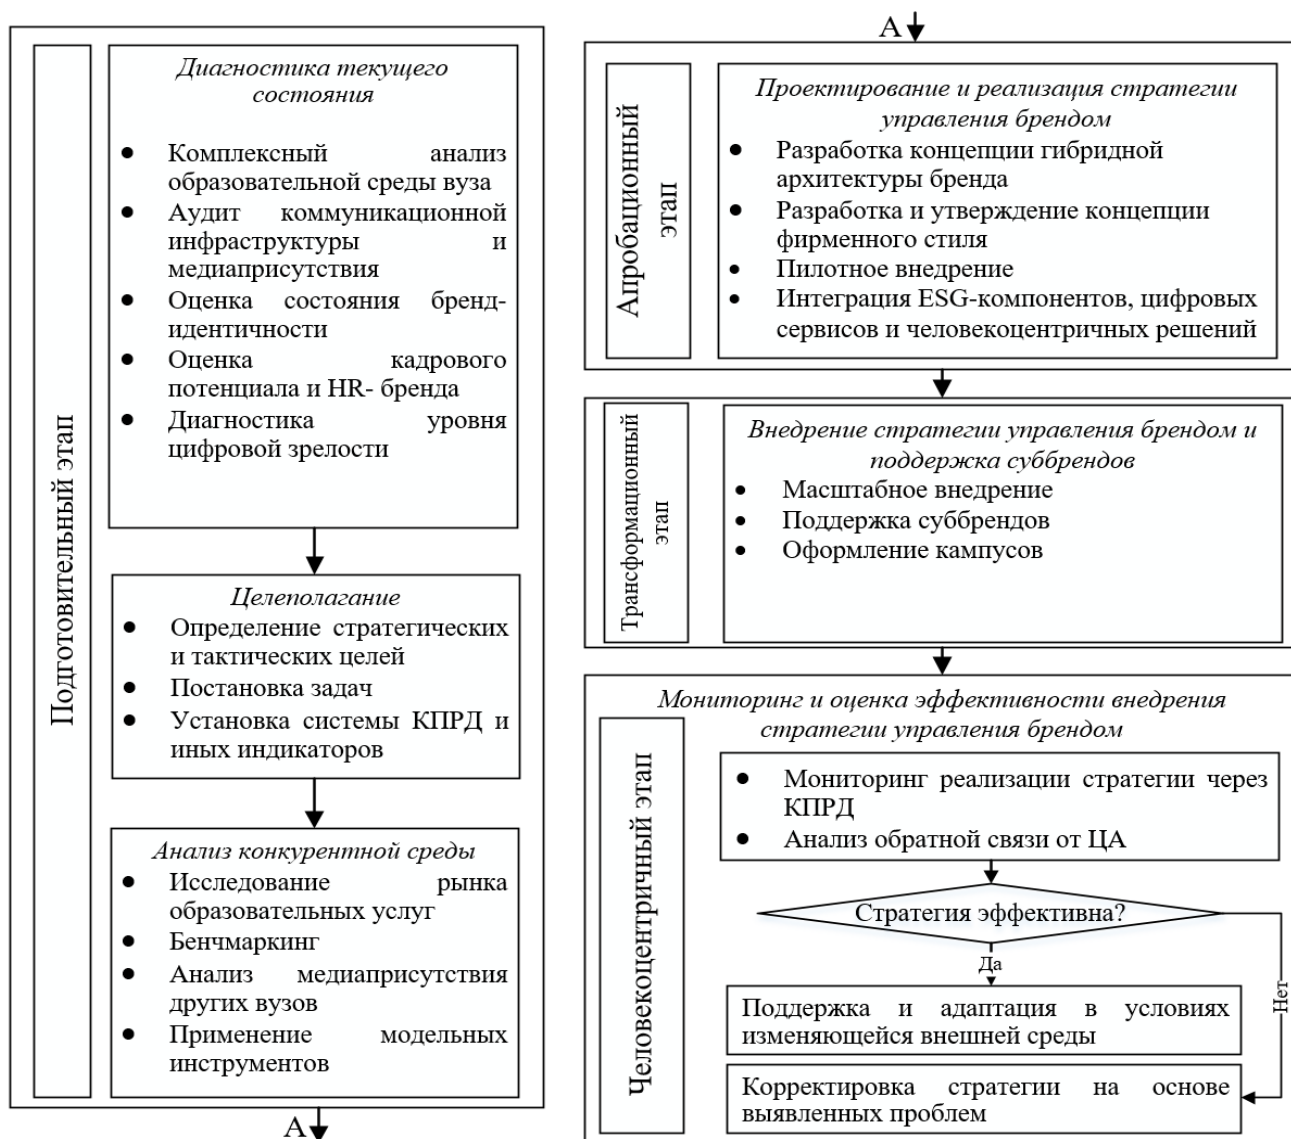 Подготовительный этап
Диагностика текущего
состояния
● Комплексный анализ
образовательной среды вуза
● Аудит коммуникационной
инфраструктуры и
медиаприсутствия
● Оценка состояния бренд-
идентичности
● Оценка кадрового
потенциала и HR- бренда
● Диагностика уровня
цифровой зрелости
Целеполагание
● Определение стратегических
и тактических целей
● Постановка задач
● Установка системы КПРД и
иных индикаторов
Анализ конкурентной среды
● Исследование рынка
образовательных услуг
● Бенчмаркинг
● Анализ медиаприсутствия
других вузов
● Применение модельных
инструментов
А
А
Апробационный
этап
Проектирование и реализация стратегии
управления брендом
● Разработка концепции гибридной
архитектуры бренда
● Разработка и утверждение концепции
фирменного стиля
● Пилотное внедрение
● Интеграция ESG-компонентов, цифровых
сервисов и человекоцентричных решений
Трансформационный
этап
Внедрение стратегии управления брендом и
поддержка суббрендов
● Масштабное внедрение
● Поддержка суббрендов
● Оформление кампусов
Мониторинг и оценка эффективности внедрения
стратегии управления брендом
Человекоцентричный этап
● Мониторинг реализации стратегии через
КПРД
● Анализ обратной связи от ЦА
Стратегия эффективна?
Да
Нет
Поддержка и адаптация в условиях
изменяющейся внешней среды
Корректировка стратегии на основе
выявленных проблем